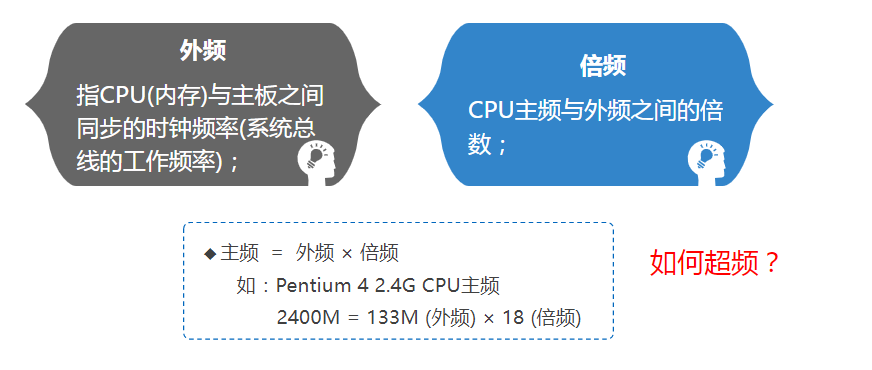 外频
指CPU(内存)与主板之间
同步的时钟频率(系统总
线的工作频率)；
倍频
CPU主频与外频之间的倍
数；
◆主频 = 外频 × 倍频
如：Pentium 4 2.4G CPU主频
2400M = 133M (外频) × 18 (倍频)
如何超频？